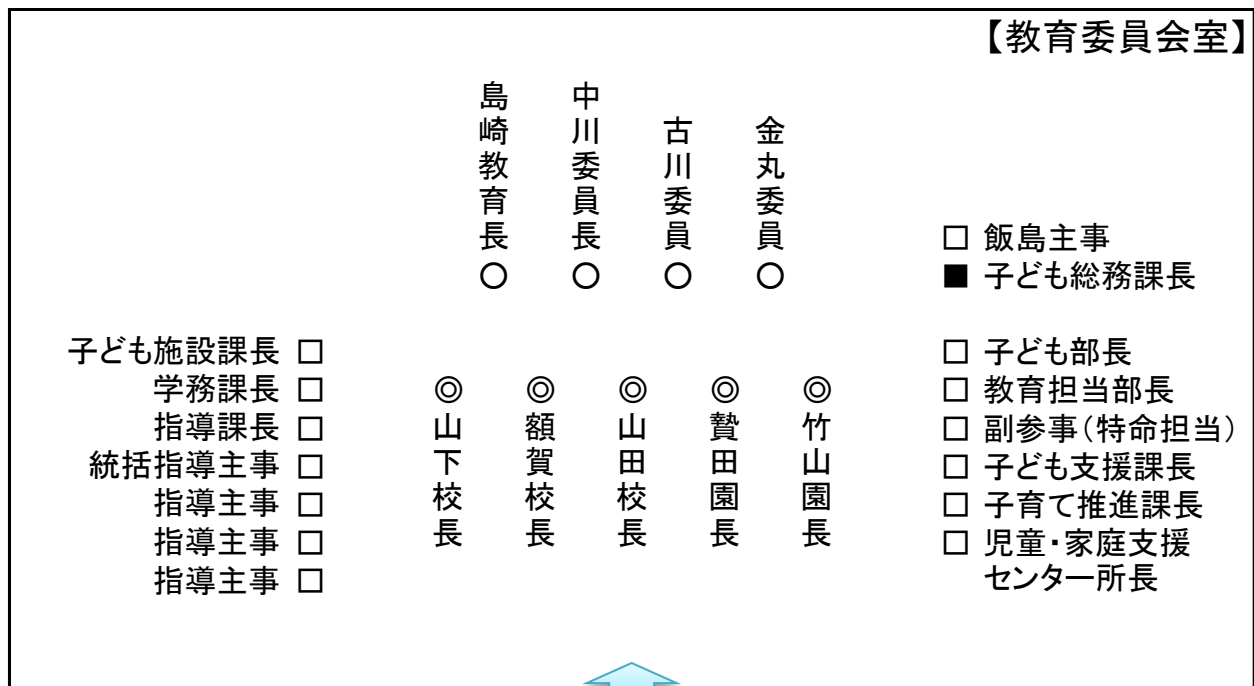 【教育委員会室】
島崎教育長 ○
中川委員長 ○
古川委員 ○
金丸委員 ○
□ 飯島主事
■ 子ども総務課長
子ども施設課長 □
学務課長 □
指導課長 □
統括指導主事 □
指導主事 □
指導主事 □
指導主事 □
◎ 山下校長
◎ 額賀校長
◎ 山田校長
◎ 贄田園長
◎ 竹山園長
□ 子ども部長
□ 教育担当部長
□ 副参事(特命担当)
□ 子ども支援課長
□ 子育て推進課長
□ 児童・家庭支援
センター所長